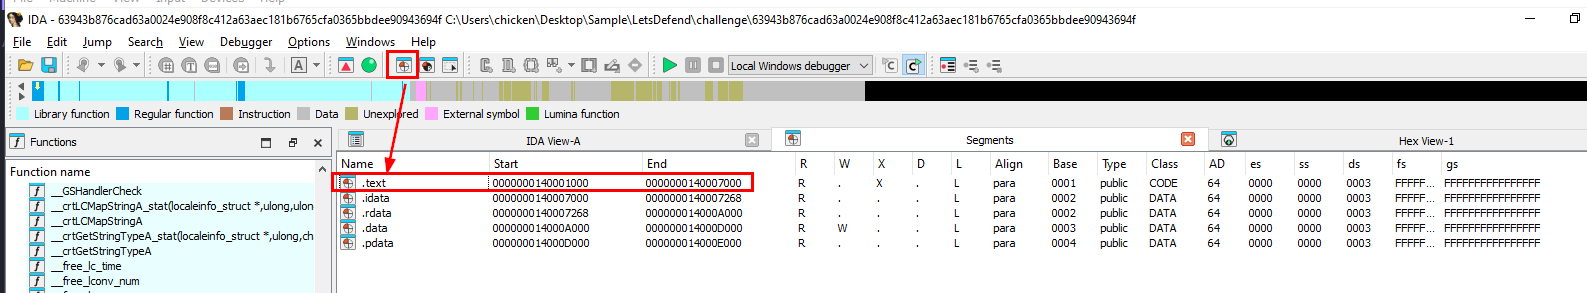 File Machine View Input Devices Help
IDA - 63943b876cad63a0024e908f8c412a63aec181b6765cfa0365bbdee90943694f C:\Users\chicken\Desktop\Sample\LetsDefend\challenge\63943b876cad63a0024e908f8c412a63aec181b6765cfa0365bbdee90943694f
File Edit Jump Search View Debugger Options Windows Help
Local Windows debugger
Library function Regular function Instruction Data Unexplored External symbol Lumina function
Functions IDA View-A Segments Hex View-1
Function name
Name Start End R W X D L Align Base Type Class AD es ss ds fs gs
.text 0000000140001000 0000000140007000 R . X . L para 0001 public CODE 64 0000 0000 0003 FFFFF... FFFFFFFFFFFFFFFF
.idata 0000000140007000 0000000140007268 R . . . L para 0002 public DATA 64 0000 0000 0003 FFFFF... FFFFFFFFFFFFFFFF
.rdata 0000000140007268 000000014000A000 R . . . L para 0002 public DATA 64 0000 0000 0003 FFFFF... FFFFFFFFFFFFFFFF
.data 000000014000A000 000000014000D000 R W . . L para 0003 public DATA 64 0000 0000 0003 FFFFF... FFFFFFFFFFFFFFFF
.pdata 000000014000D000 000000014000E000 R . . . L para 0004 public DATA 64 0000 0000 0003 FFFFF... FFFFFFFFFFFFFFFF
__GSHandlerCheck
__crtLCMapStringA_stat(localeinfo_struct *,ulong,ulon
__crtLCMapStringA
__crtGetStringTypeA_stat(localeinfo_struct *,ulong,ch
__crtGetStringTypeA
__free_lc_time
__free_lconv_num